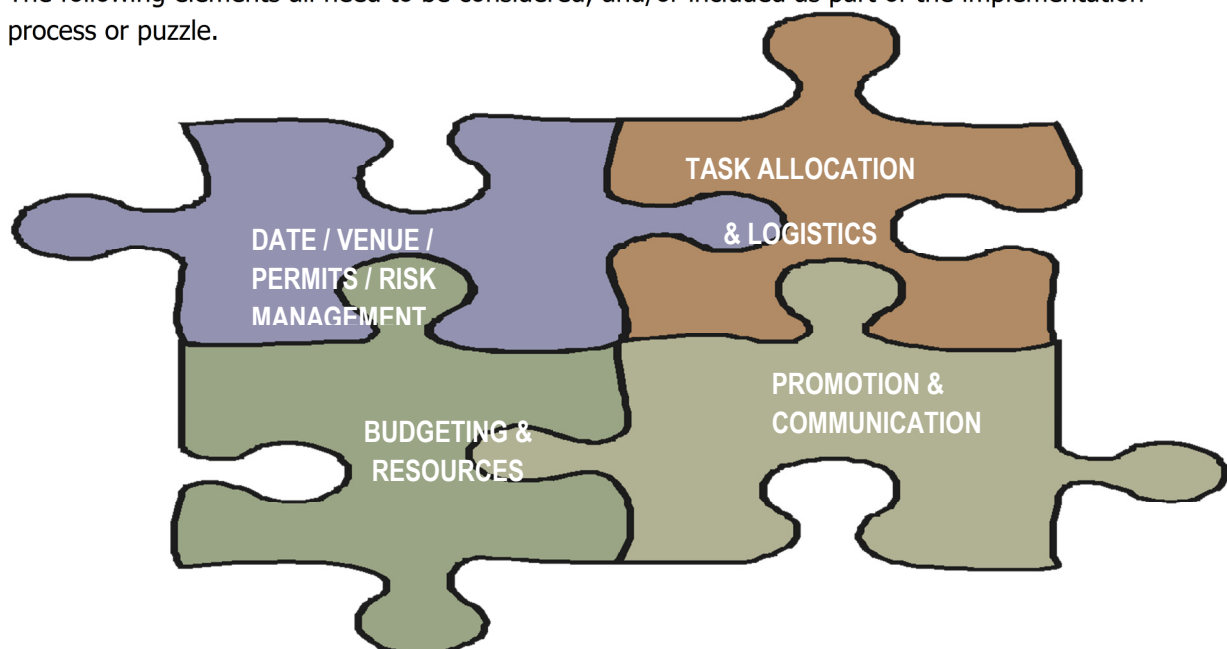 The following elements all need to be considered, and/or included as part of the implementation
process or puzzle.
TASK ALLOCATION
& LOGISTICS
DATE / VENUE /
PERMITS / RISK
MANAGEMENT
PROMOTION &
COMMUNICATION
BUDGETING &
RESOURCES